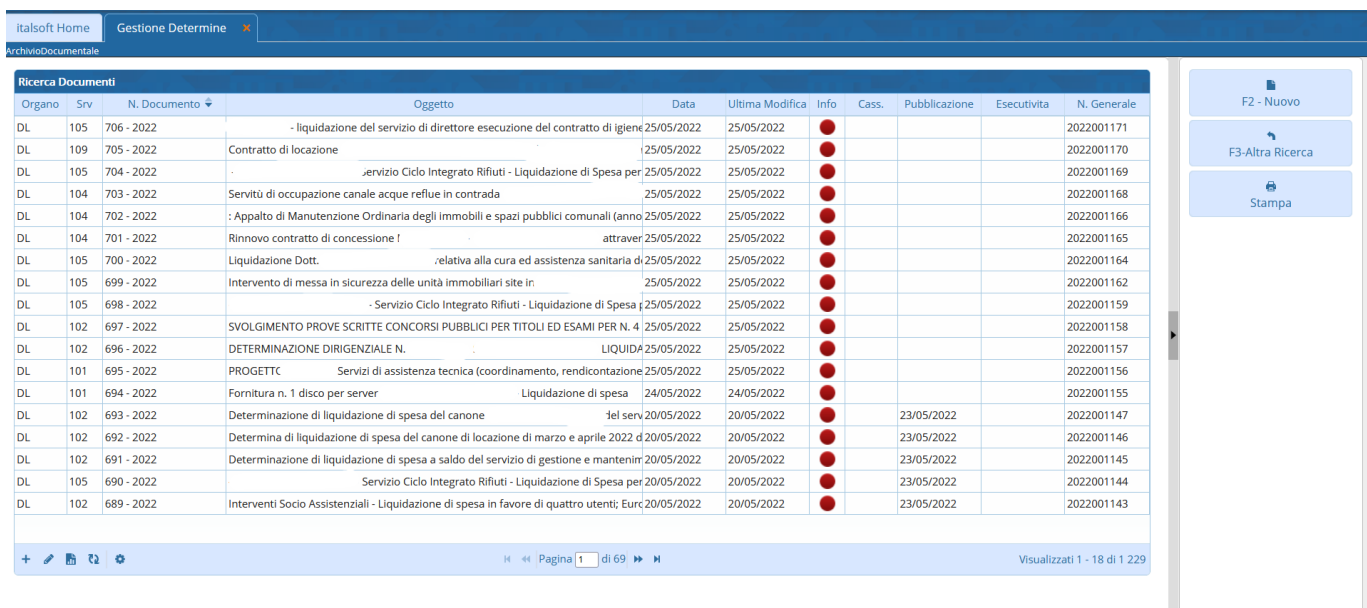 italsoft Home Gestione Determine ×
ArchivioDocumentale
Ricerca Documenti
Organo Srv N. Documento Oggetto Data Ultima Modifica Info Cass. Pubblicazione Esecutivita N. Generale
DL 105 706 - 2022 - liquidazione del servizio di direttore esecuzione del contratto di igiene 25/05/2022 25/05/2022 2022001171
DL 109 705 - 2022 Contratto di locazione 25/05/2022 25/05/2022 2022001170
DL 105 704 - 2022 Servizio Ciclo Integrato Rifiuti - Liquidazione di Spesa per 25/05/2022 25/05/2022 2022001169
DL 104 703 - 2022 Servitù di occupazione canale acque reflue in contrada 25/05/2022 25/05/2022 2022001168
DL 104 702 - 2022 : Appalto di Manutenzione Ordinaria degli immobili e spazi pubblici comunali (anno 25/05/2022 25/05/2022 2022001166
DL 104 701 - 2022 Rinnovo contratto di concessione attraver 25/05/2022 25/05/2022 2022001165
DL 105 700 - 2022 Liquidazione Dott. relativa alla cura ed assistenza sanitaria d 25/05/2022 25/05/2022 2022001164
DL 105 699 - 2022 Intervento di messa in sicurezza delle unità immobiliari site in 25/05/2022 25/05/2022 2022001162
DL 105 698 - 2022 - Servizio Ciclo Integrato Rifiuti - Liquidazione di Spesa p 25/05/2022 25/05/2022 2022001159
DL 102 697 - 2022 SVOLGIMENTO PROVE SCRITTE CONCORSI PUBBLICI PER TITOLI ED ESAMI PER N. 4 25/05/2022 25/05/2022 2022001158
DL 102 696 - 2022 DETERMINAZIONE DIRIGENZIALE N. LIQUIDA 25/05/2022 25/05/2022 2022001157
DL 101 695 - 2022 PROGETTO Servizi di assistenza tecnica (coordinamento, rendicontazione 25/05/2022 25/05/2022 2022001156
DL 101 694 - 2022 Fornitura n. 1 disco per server Liquidazione di spesa 24/05/2022 24/05/2022 2022001155
DL 102 693 - 2022 Determinazione di liquidazione di spesa del canone del serv 20/05/2022 20/05/2022 23/05/2022 2022001147
DL 102 692 - 2022 Determina di liquidazione di spesa del canone di locazione di marzo e aprile 2022 d 20/05/2022 20/05/2022 23/05/2022 2022001146
DL 102 691 - 2022 Determinazione di liquidazione di spesa a saldo del servizio di gestione e mantenim 20/05/2022 20/05/2022 23/05/2022 2022001145
DL 105 690 - 2022 Servizio Ciclo Integrato Rifiuti - Liquidazione di Spesa per 20/05/2022 20/05/2022 23/05/2022 2022001144
DL 102 689 - 2022 Interventi Socio Assistenziali - Liquidazione di spesa in favore di quattro utenti; Euro 20/05/2022 20/05/2022 23/05/2022 2022001143
Pagina 1 di 69 Visualizzati 1 - 18 di 1 229
F2 - Nuovo
F3-Altra Ricerca
Stampa